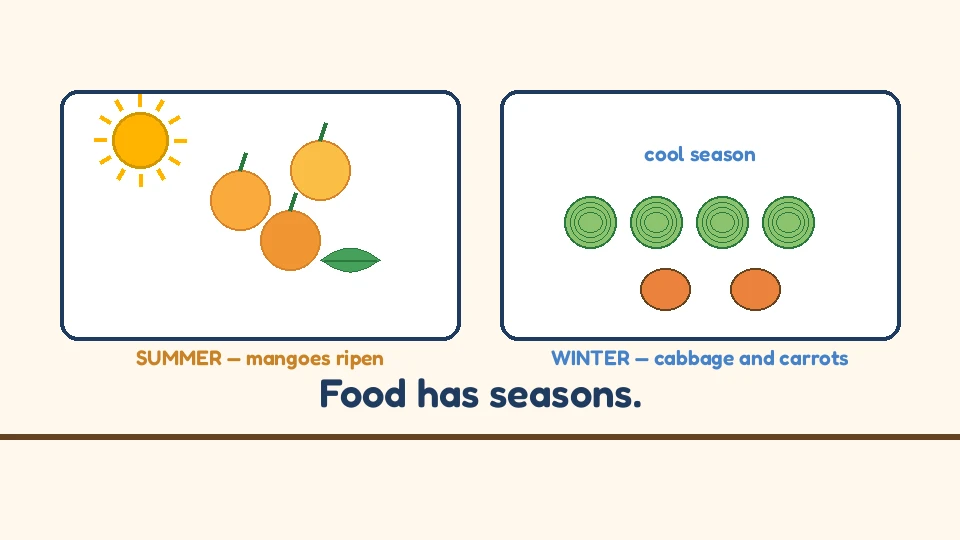 cool season
SUMMER — mangoes ripen
WINTER — cabbage and carrots
Food has seasons.